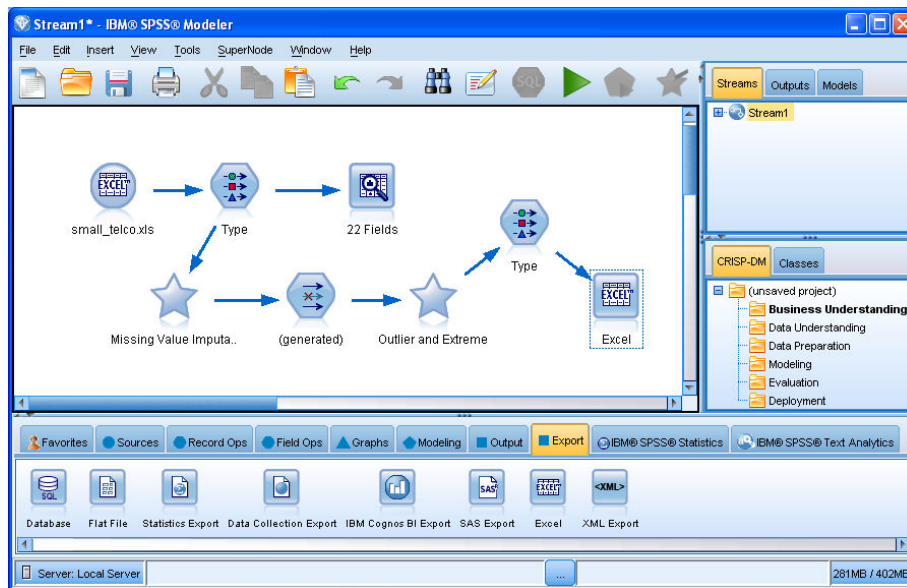 Stream1* - IBM® SPSS® Modeler
File Edit Insert View Tools SuperNode Window Help
SQL
Streams Outputs Models
Stream1
EXCEL
small_telco.xls
Type
22 Fields
Type
Missing Value Imputa..
(generated)
Outlier and Extreme
EXCEL
Excel
CRISP-DM Classes
(unsaved project)
Business Understanding
Data Understanding
Data Preparation
Modeling
Evaluation
Deployment
Favorites Sources Record Ops Field Ops Graphs Modeling Output Export IBM® SPSS® Statistics IBM® SPSS® Text Analytics
SQL SAS EXCEL <XML>
Database Flat File Statistics Export Data Collection Export IBM Cognos BI Export SAS Export Excel XML Export
Server: Local Server ... 281MB / 402MB